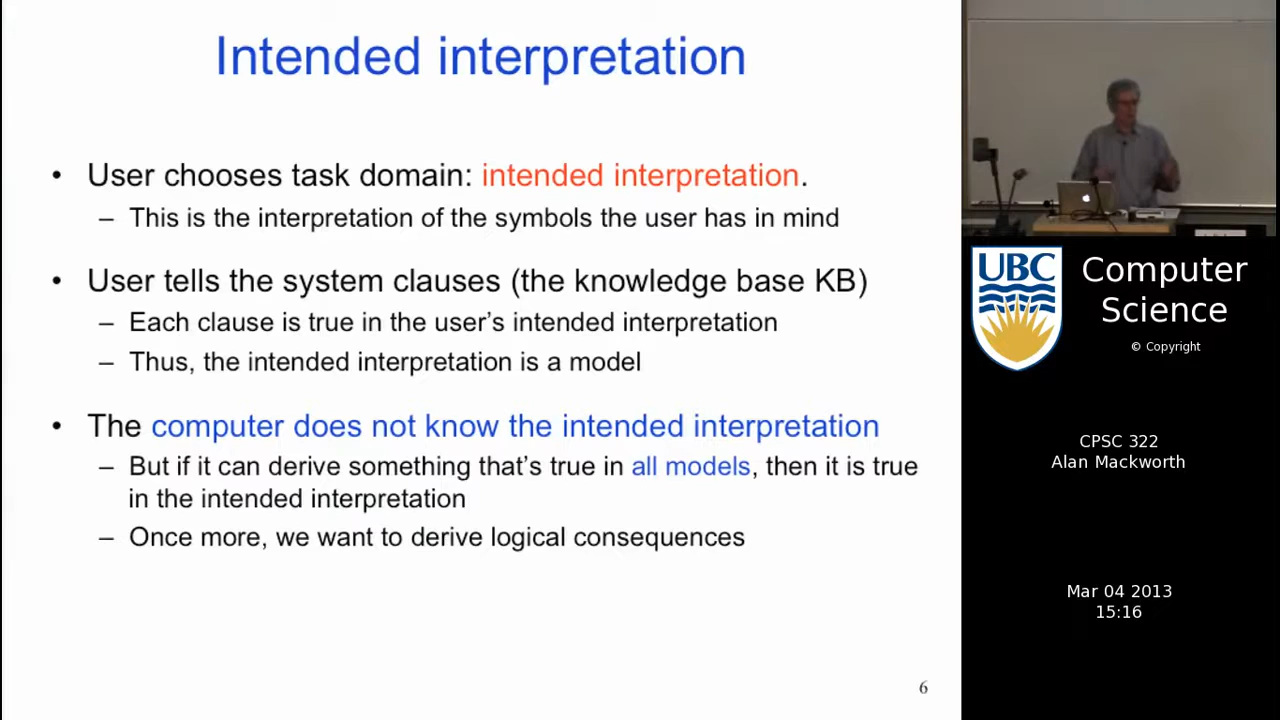 Intended interpretation
• User chooses task domain: intended interpretation.
– This is the interpretation of the symbols the user has in mind
• User tells the system clauses (the knowledge base KB)
– Each clause is true in the user's intended interpretation
– Thus, the intended interpretation is a model
• The computer does not know the intended interpretation
– But if it can derive something that's true in all models, then it is true
in the intended interpretation
– Once more, we want to derive logical consequences
6
UBC
Computer
Science
© Copyright
CPSC 322
Alan Mackworth
Mar 04 2013
15:16